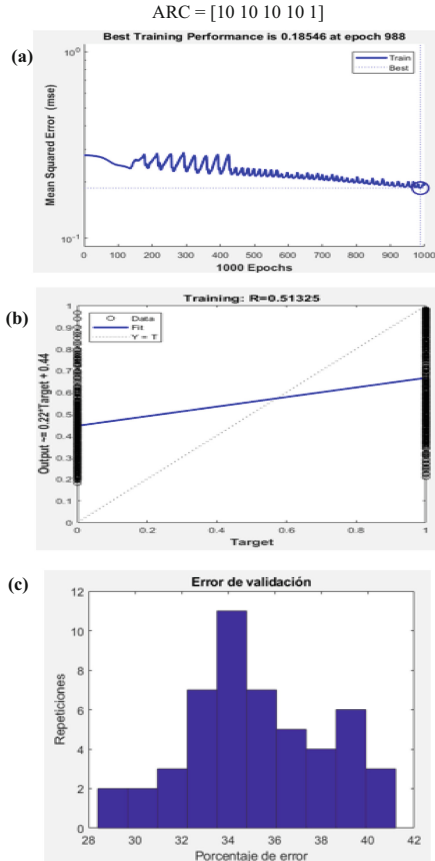 ARC = [10 10 10 10 1]
(a)
Best Training Performance is 0.18546 at epoch 988
Mean Squared Error (mse)
10⁰
10⁻¹
Train
Best
0 100 200 300 400 500 600 700 800 900 1000
1000 Epochs
(b)
Training: R=0.51325
Output ~= 0.22*Target + 0.44
1
0.9
0.8
0.7
0.6
0.5
0.4
0.3
0.2
0.1
0
Data
Fit
Y = T
0 0.2 0.4 0.6 0.8 1
Target
(c)
Error de validación
Repeticiones
12
10
8
6
4
2
0
28 30 32 34 36 38 40 42
Porcentaje de error